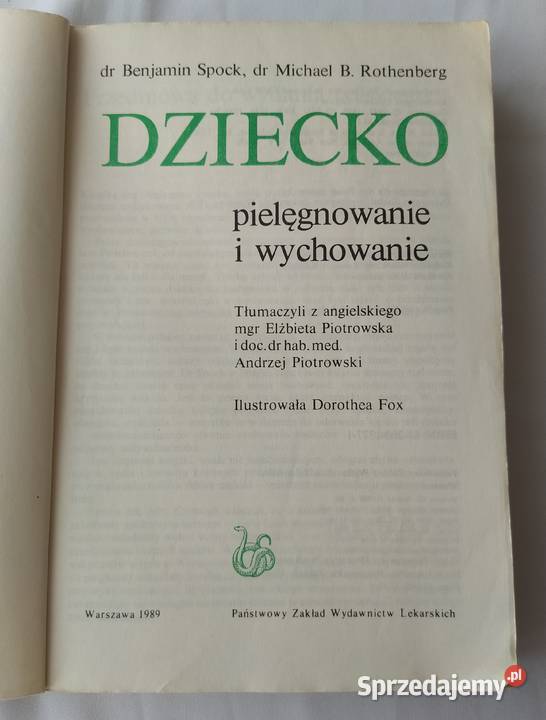 dr Benjamin Spock, dr Michael B. Rothenberg
DZIECKO
pielęgnowanie
i wychowanie
Tłumaczyli z angielskiego
mgr Elżbieta Piotrowska
i doc. dr hab. med.
Andrzej Piotrowski
Ilustrowała Dorothea Fox
Warszawa 1989 Państwowy Zakład Wydawnictw Lekarskich
Sprzedajemy.pl